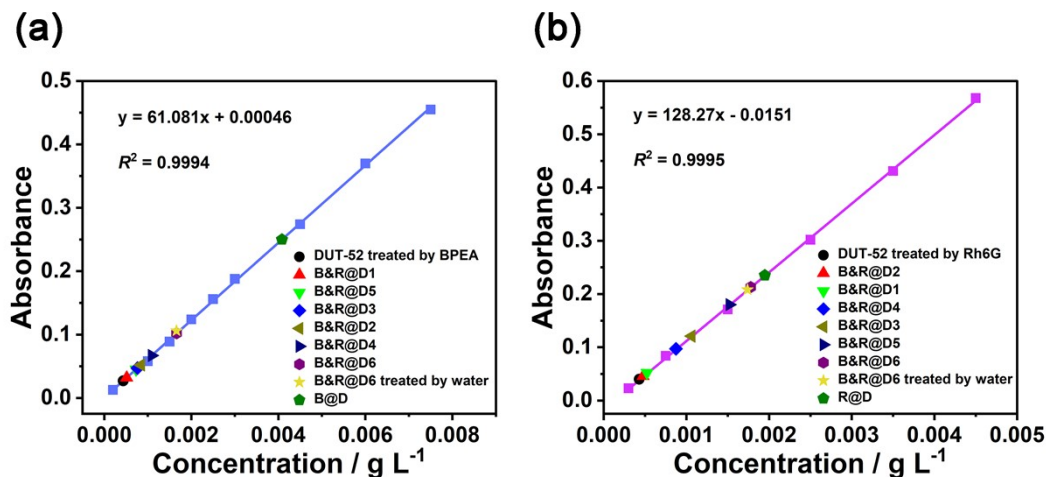 (a)
0.5
0.4
0.3
0.2
0.1
0.0
Absorbance
y = 61.081x + 0.00046
R² = 0.9994
DUT-52 treated by BPEA
B&R@D1
B&R@D5
B&R@D3
B&R@D2
B&R@D4
B&R@D6
B&R@D6 treated by water
B@D
0.000 0.002 0.004 0.006 0.008
Concentration / g L⁻¹
(b)
0.6
0.5
0.4
0.3
0.2
0.1
0.0
Absorbance
y = 128.27x - 0.0151
R² = 0.9995
DUT-52 treated by Rh6G
B&R@D2
B&R@D1
B&R@D4
B&R@D3
B&R@D5
B&R@D6
B&R@D6 treated by water
R@D
0.000 0.001 0.002 0.003 0.004 0.005
Concentration / g L⁻¹